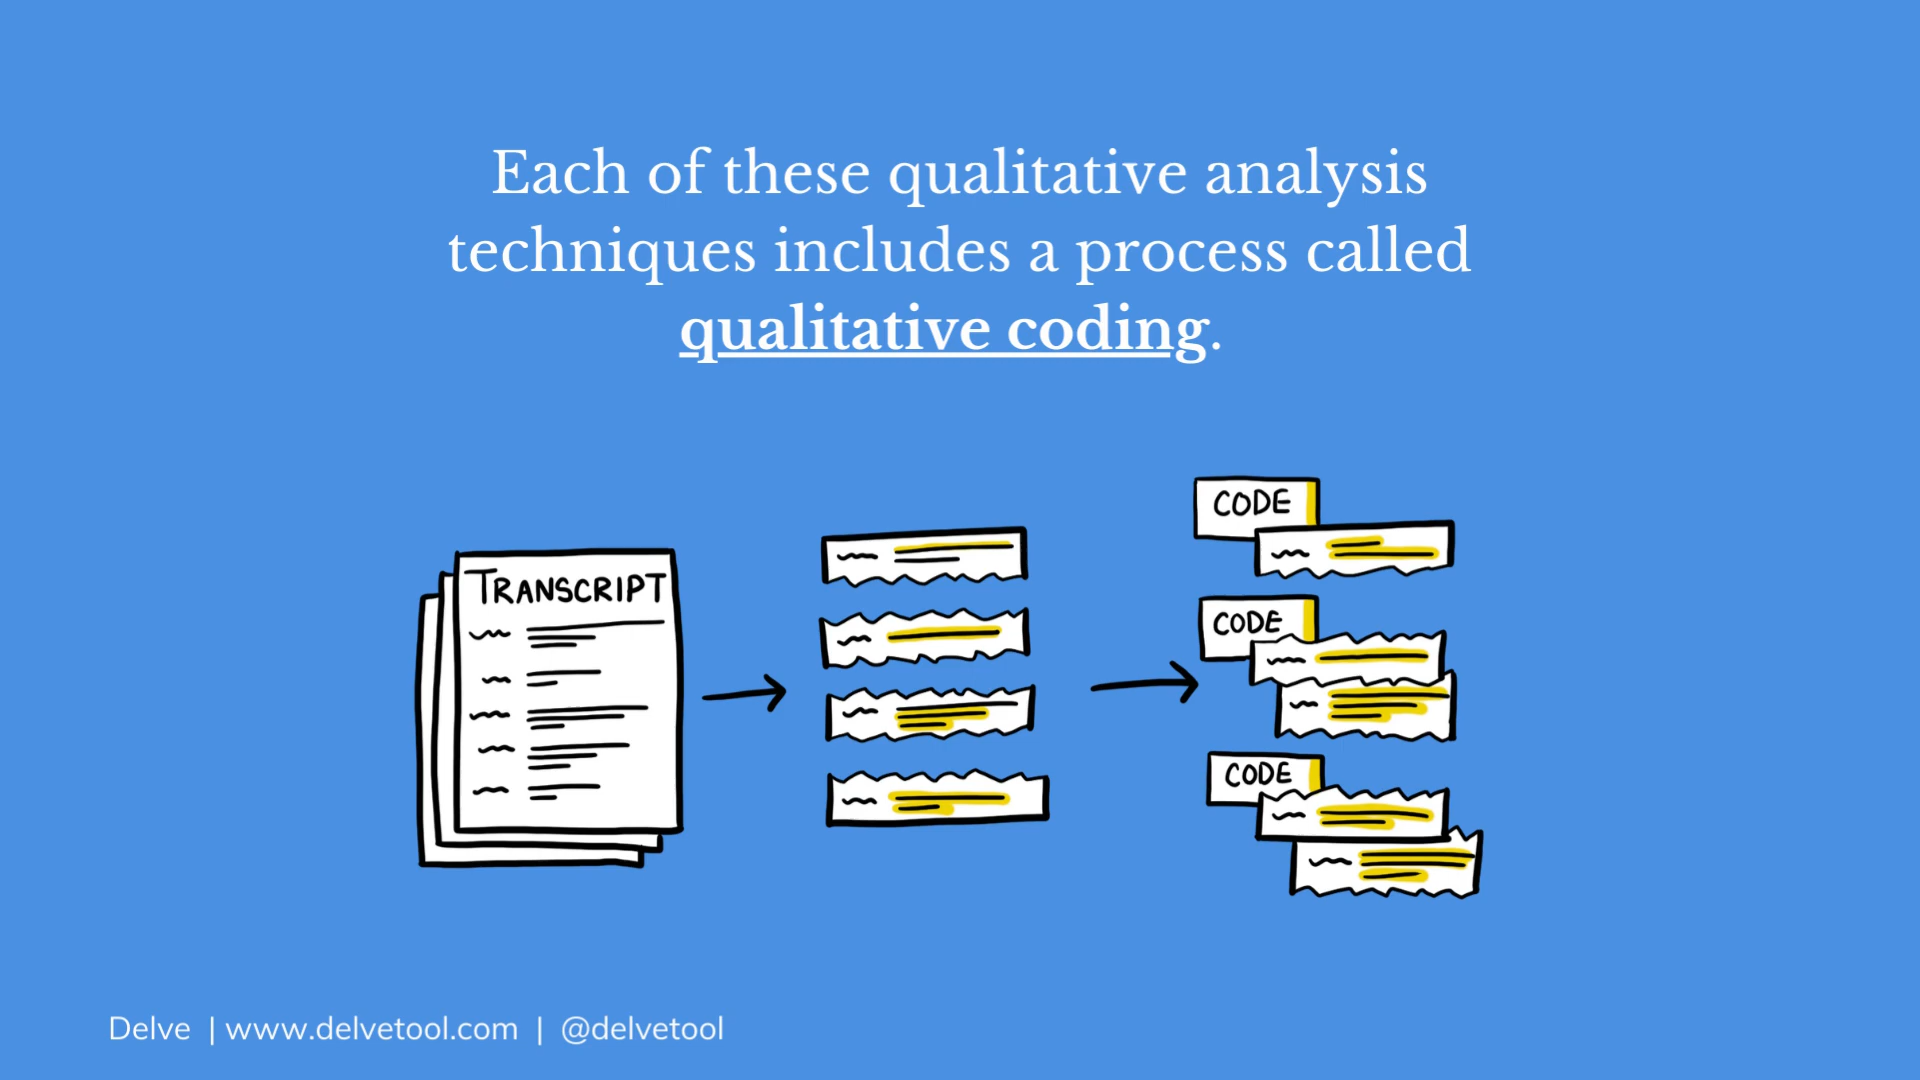 Each of these qualitative analysis
techniques includes a process called
qualitative coding.
CODE
TRANSCRIPT
CODE
CODE
Delve | www.delvetool.com | @delvetool